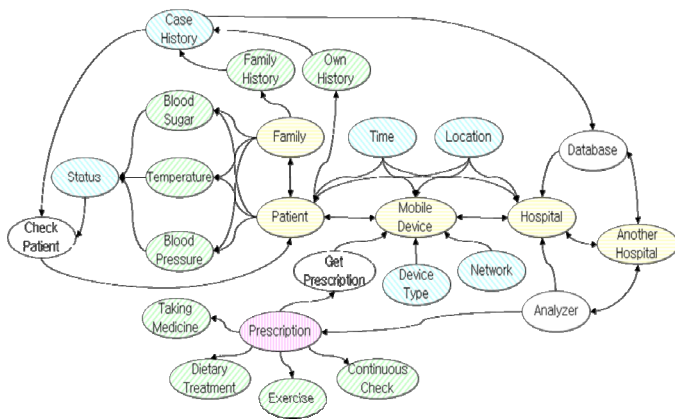 Case
History
Family
History
Own
History
Blood
Sugar
Family
Time
Location
Database
Status
Temperature
Check
Patient
Patient
Mobile
Device
Hospital
Another
Hospital
Blood
Pressure
Get
Prescription
Device
Type
Network
Analyzer
Taking
Medicine
Prescription
Dietary
Treatment
Exercise
Continuous
Check